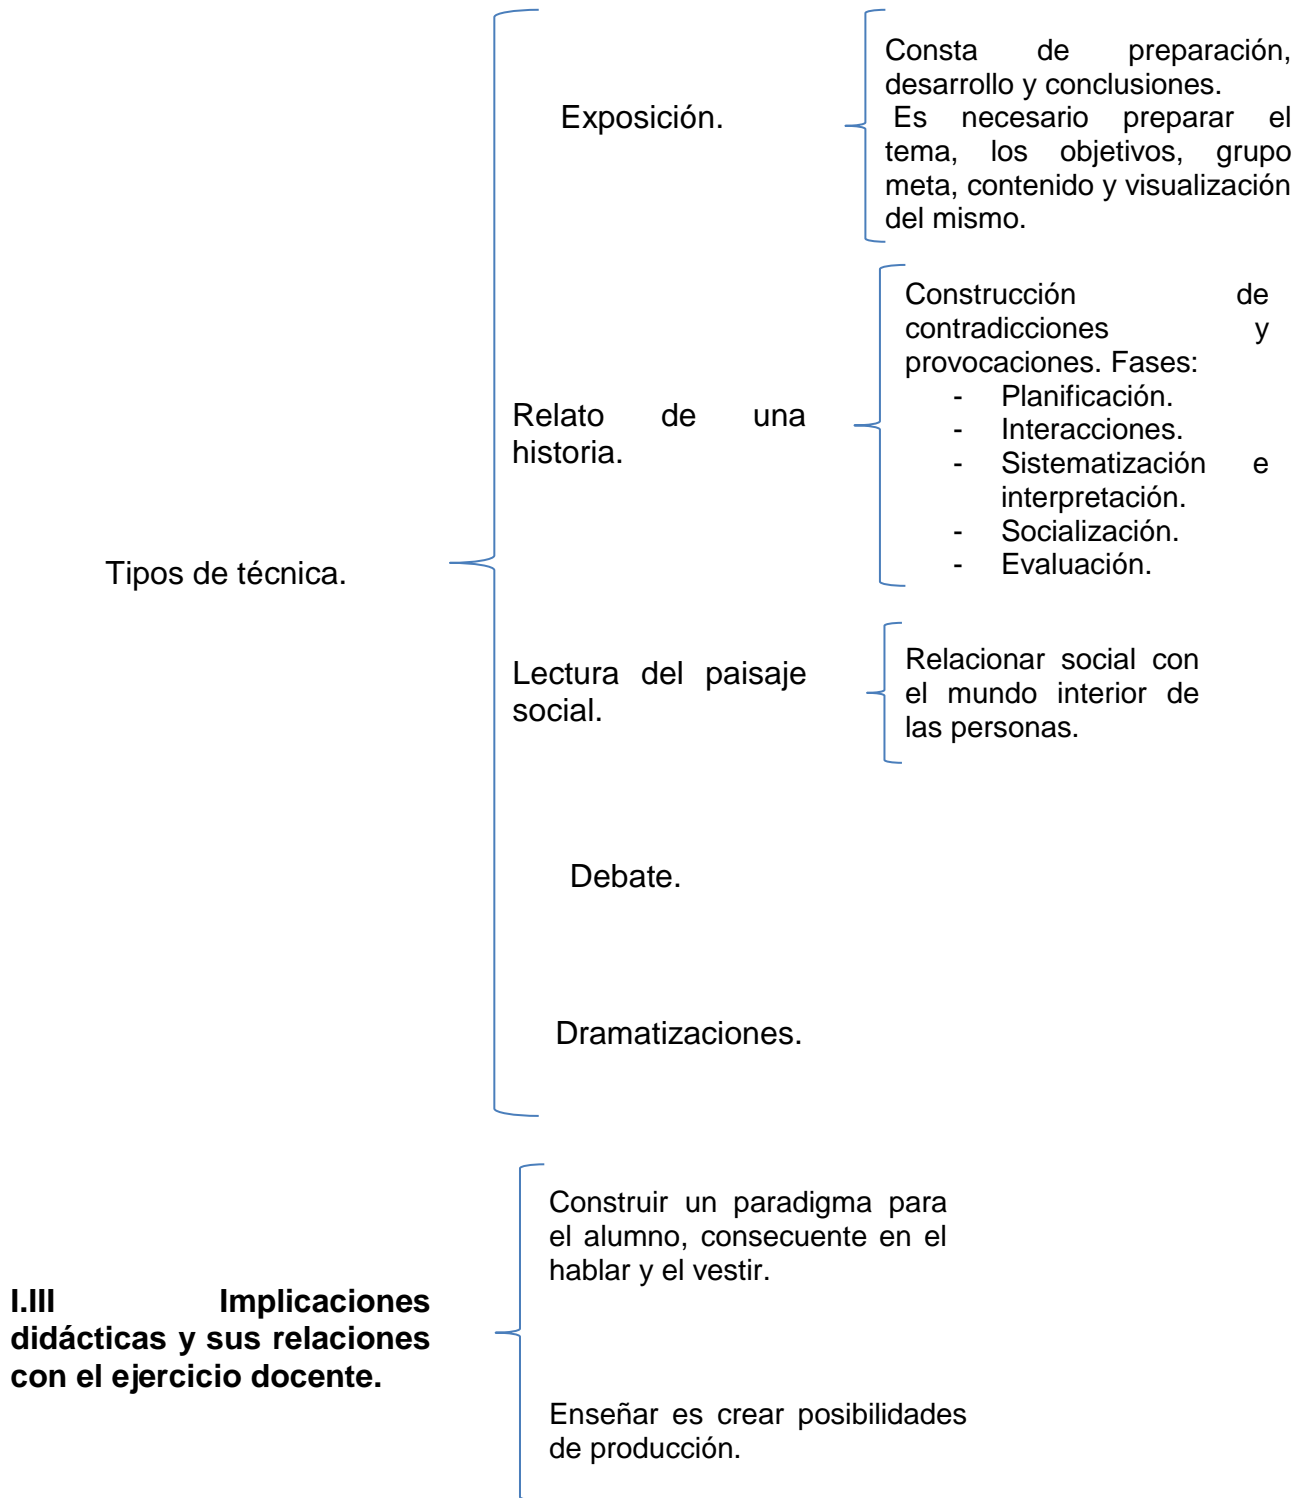 Tipos de técnica.
Exposición.
Consta de preparación,
desarrollo y conclusiones.
Es necesario preparar el
tema, los objetivos, grupo
meta, contenido y visualización
del mismo.
Relato de una
historia.
Construcción de
contradicciones y
provocaciones. Fases:
- Planificación.
- Interacciones.
- Sistematización e
interpretación.
- Socialización.
- Evaluación.
Lectura del paisaje
social.
Relacionar social con
el mundo interior de
las personas.
Debate.
Dramatizaciones.
I.III Implicaciones
didácticas y sus relaciones
con el ejercicio docente.
Construir un paradigma para
el alumno, consecuente en el
hablar y el vestir.
Enseñar es crear posibilidades
de producción.